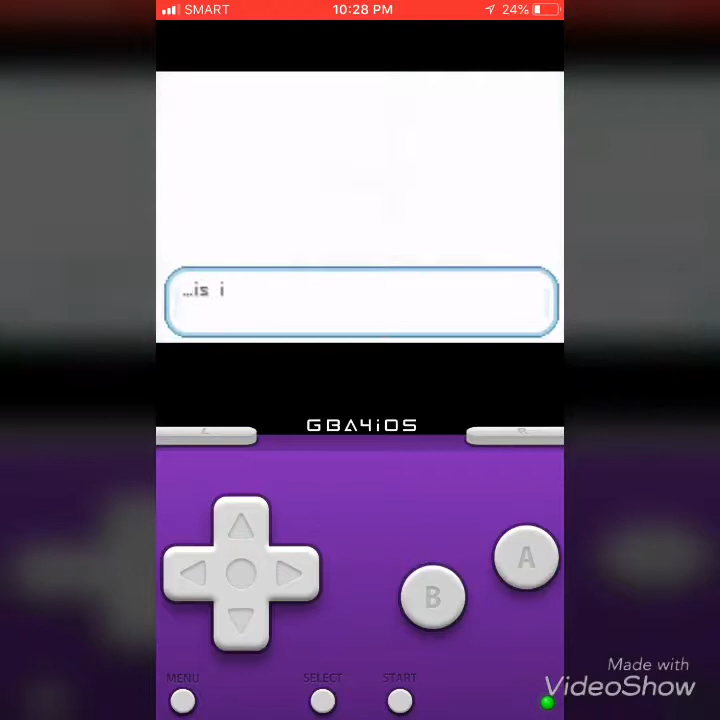 SMART 10:28 PM 24%
...is i
GBA4iOS
L R
A
B
MENU SELECT START
Made with
VideoShow